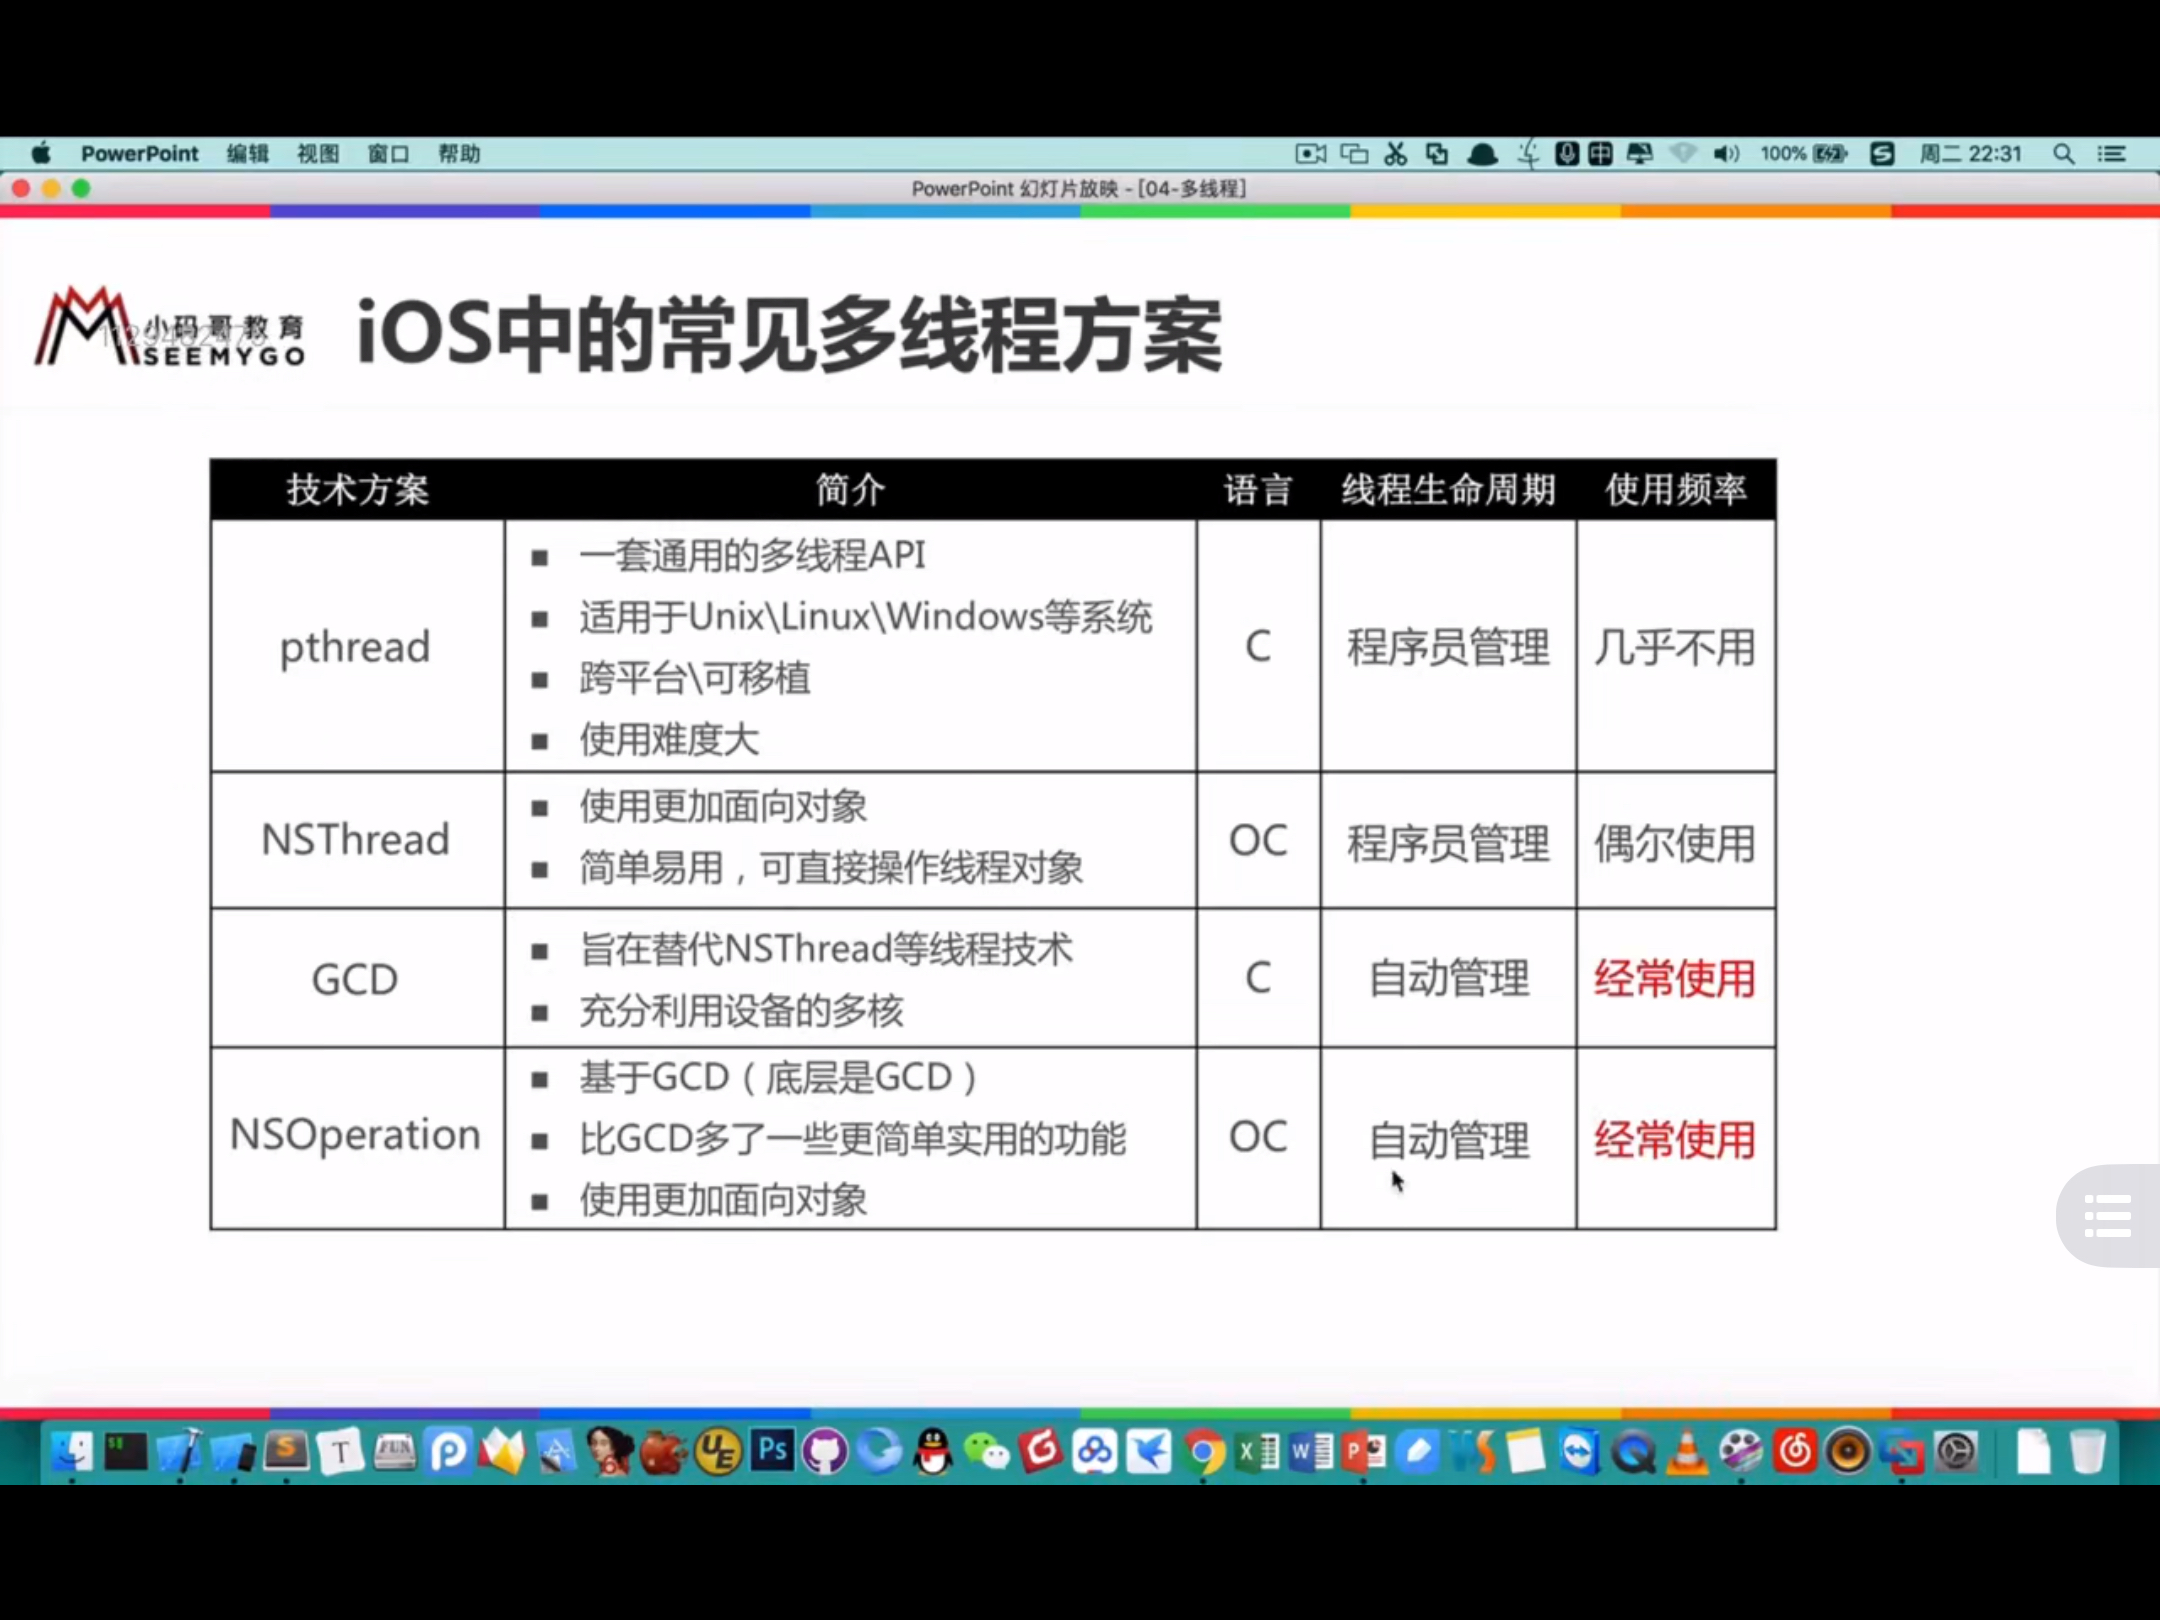 PowerPoint 编辑 视图 窗口 帮助 100% 周二 22:31
PowerPoint 幻灯片放映 - [04-多线程]
小码哥教育
SEEMYGO
iOS中的常见多线程方案
技术方案 简介 语言 线程生命周期 使用频率
pthread
■ 一套通用的多线程API
■ 适用于Unix\Linux\Windows等系统
■ 跨平台\可移植
■ 使用难度大
C 程序员管理 几乎不用
NSThread
■ 使用更加面向对象
■ 简单易用，可直接操作线程对象
OC 程序员管理 偶尔使用
GCD
■ 旨在替代NSThread等线程技术
■ 充分利用设备的多核
C 自动管理 经常使用
NSOperation
■ 基于GCD（底层是GCD）
■ 比GCD多了一些更简单实用的功能
■ 使用更加面向对象
OC 自动管理 经常使用